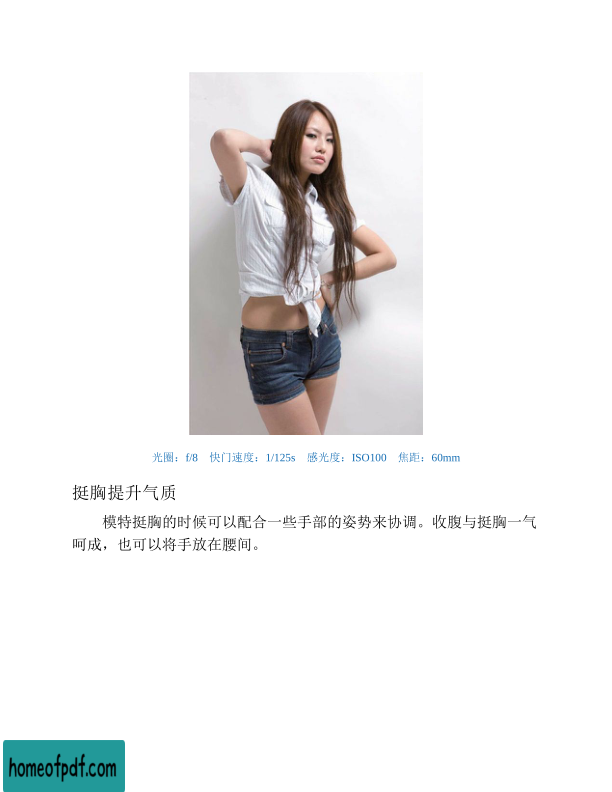 光圈：f/8 快门速度：1/125s 感光度：ISO100 焦距：60mm
挺胸提升气质
模特挺胸的时候可以配合一些手部的姿势来协调。收腹与挺胸一气
呵成，也可以将手放在腰间。
homeofpdf.com